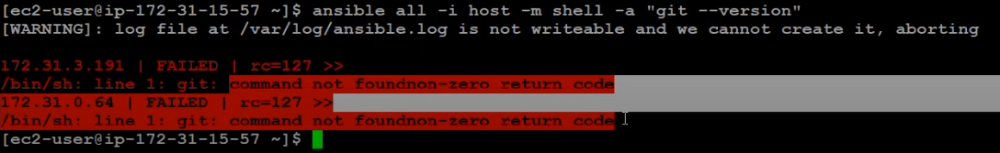 [ec2-user@ip-172-31-15-57 ~]$ ansible all -i host -m shell -a "git --version"
[WARNING]: log file at /var/log/ansible.log is not writeable and we cannot create it, aborting
172.31.3.191 | FAILED | rc=127 >>
/bin/sh: line 1: git: command not foundnon-zero return code
172.31.0.64 | FAILED | rc=127 >>
/bin/sh: line 1: git: command not foundnon-zero return code
[ec2-user@ip-172-31-15-57 ~]$